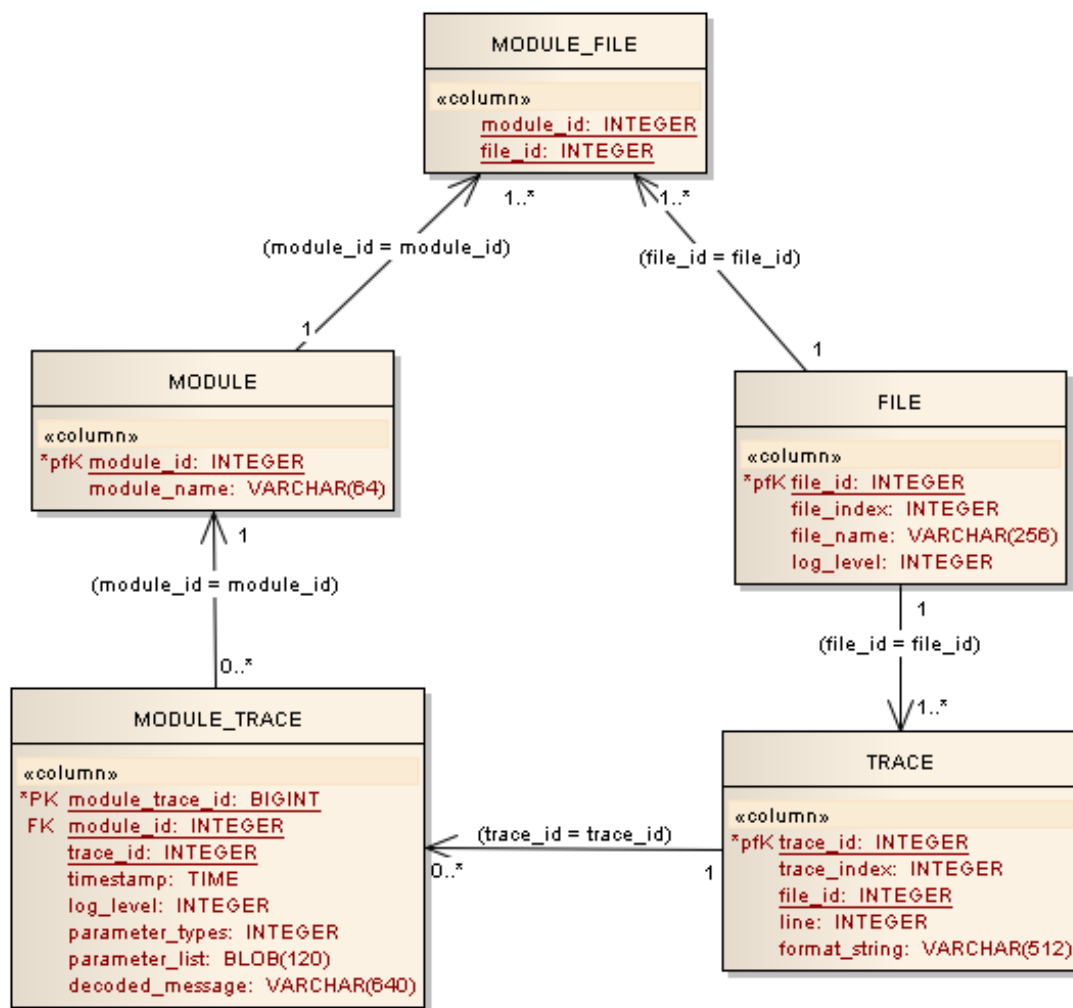 MODULE_FILE
«column»
module_id: INTEGER
file_id: INTEGER
1..*
1..*
(module_id = module_id)
(file_id = file_id)
1
1
MODULE
«column»
*pfK module_id: INTEGER
module_name: VARCHAR(64)
FILE
«column»
*pfK file_id: INTEGER
file_index: INTEGER
file_name: VARCHAR(256)
log_level: INTEGER
1
(module_id = module_id)
0..*
1
(file_id = file_id)
1..*
MODULE_TRACE
«column»
*PK module_trace_id: BIGINT
FK module_id: INTEGER
trace_id: INTEGER
timestamp: TIME
log_level: INTEGER
parameter_types: INTEGER
parameter_list: BLOB(120)
decoded_message: VARCHAR(640)
(trace_id = trace_id)
0..*
1
TRACE
«column»
*pfK trace_id: INTEGER
trace_index: INTEGER
file_id: INTEGER
line: INTEGER
format_string: VARCHAR(512)